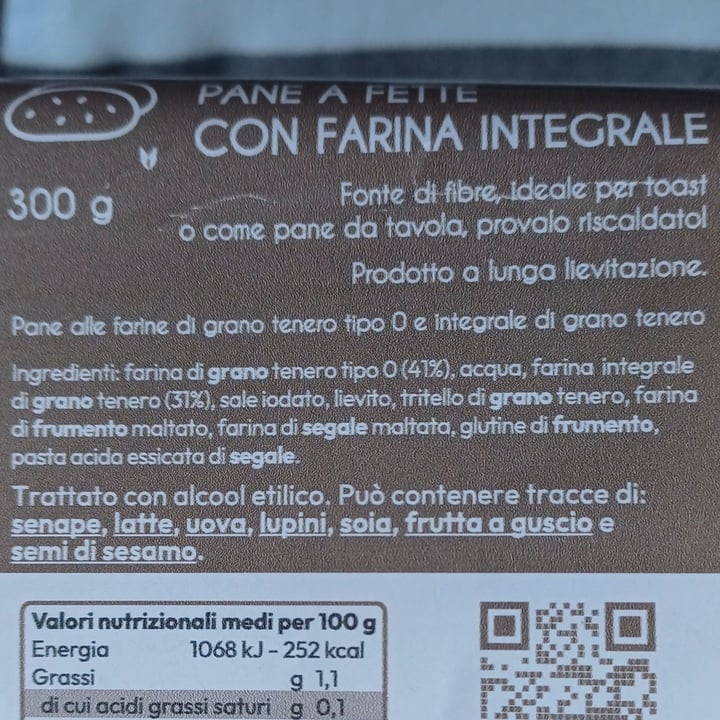 PANE A FETTE
CON FARINA INTEGRALE
300 g
Fonte di fibre, ideale per toast
o come pane da tavola, provalo riscaldato!
Prodotto a lunga lievitazione.
Pane alle farine di grano tenero tipo 0 e integrale di grano tenero
Ingredienti: farina di grano tenero tipo 0 (41%), acqua, farina integrale
di grano tenero (31%), sale iodato, lievito, tritello di grano tenero, farina
di frumento maltato, farina di segale maltata, glutine di frumento,
pasta acida essicata di segale.
Trattato con alcool etilico. Può contenere tracce di:
senape, latte, uova, lupini, soia, frutta a guscio e
semi di sesamo.
Valori nutrizionali medi per 100 g
Energia 1068 kJ - 252 kcal
Grassi g 1,1
di cui acidi grassi saturi g 0,1